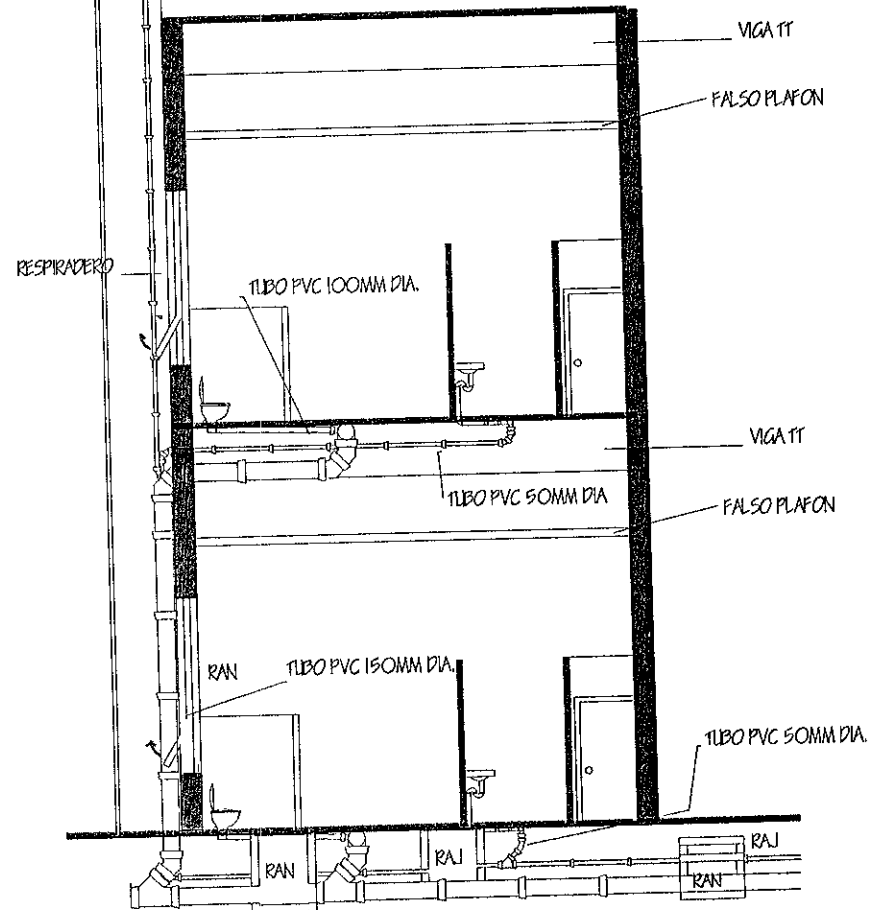 VIGA TT
FALSO PLAFON
RESPIRADERO
TUBO PVC 100MM DIA.
VIGA TT
TUBO PVC 50MM DIA
FALSO PLAFON
RAN
TUBO PVC 150MM DIA.
TUBO PVC 50MM DIA.
RAJ
RAJ
RAN
RAN